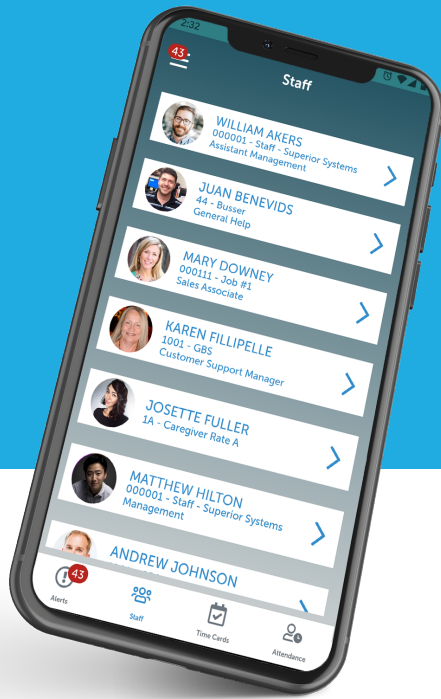 2:32
43
Staff
WILLIAM AKERS
000001 - Staff - Superior Systems
Assistant Management
JUAN BENEVIDS
44 - Busser
General Help
MARY DOWNEY
000111 - Job #1
Sales Associate
KAREN FILLIPELLE
1001 - GBS
Customer Support Manager
JOSETTE FULLER
1A - Caregiver Rate A
MATTHEW HILTON
000001 - Staff - Superior Systems
Management
ANDREW JOHNSON
43
Alerts
Staff
Time Cards
Attendance